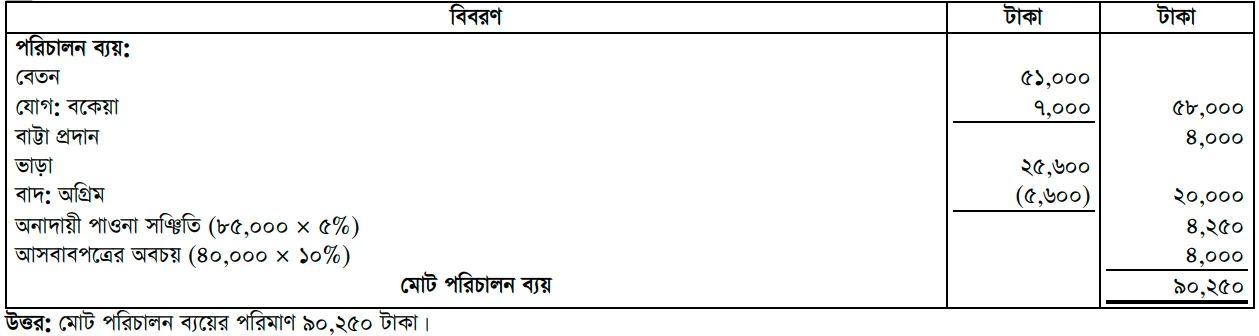 বিবরণ টাকা টাকা
পরিচালন ব্যয়:
বেতন ৫১,০০০
যোগ: বকেয়া ৭,০০০ ৫৮,০০০
বাট্টা প্রদান ৪,০০০
ভাড়া ২৫,৬০০
বাদ: অগ্রিম (৫,৬০০) ২০,০০০
অনাদায়ী পাওনা সঞ্চিতি (৮৫,০০০ × ৫%) ৪,২৫০
আসবাবপত্রের অবচয় (৪০,০০০ × ১০%) ৪,০০০
মোট পরিচালন ব্যয় ৯০,২৫০
উত্তর: মোট পরিচালন ব্যয়ের পরিমাণ ৯০,২৫০ টাকা।